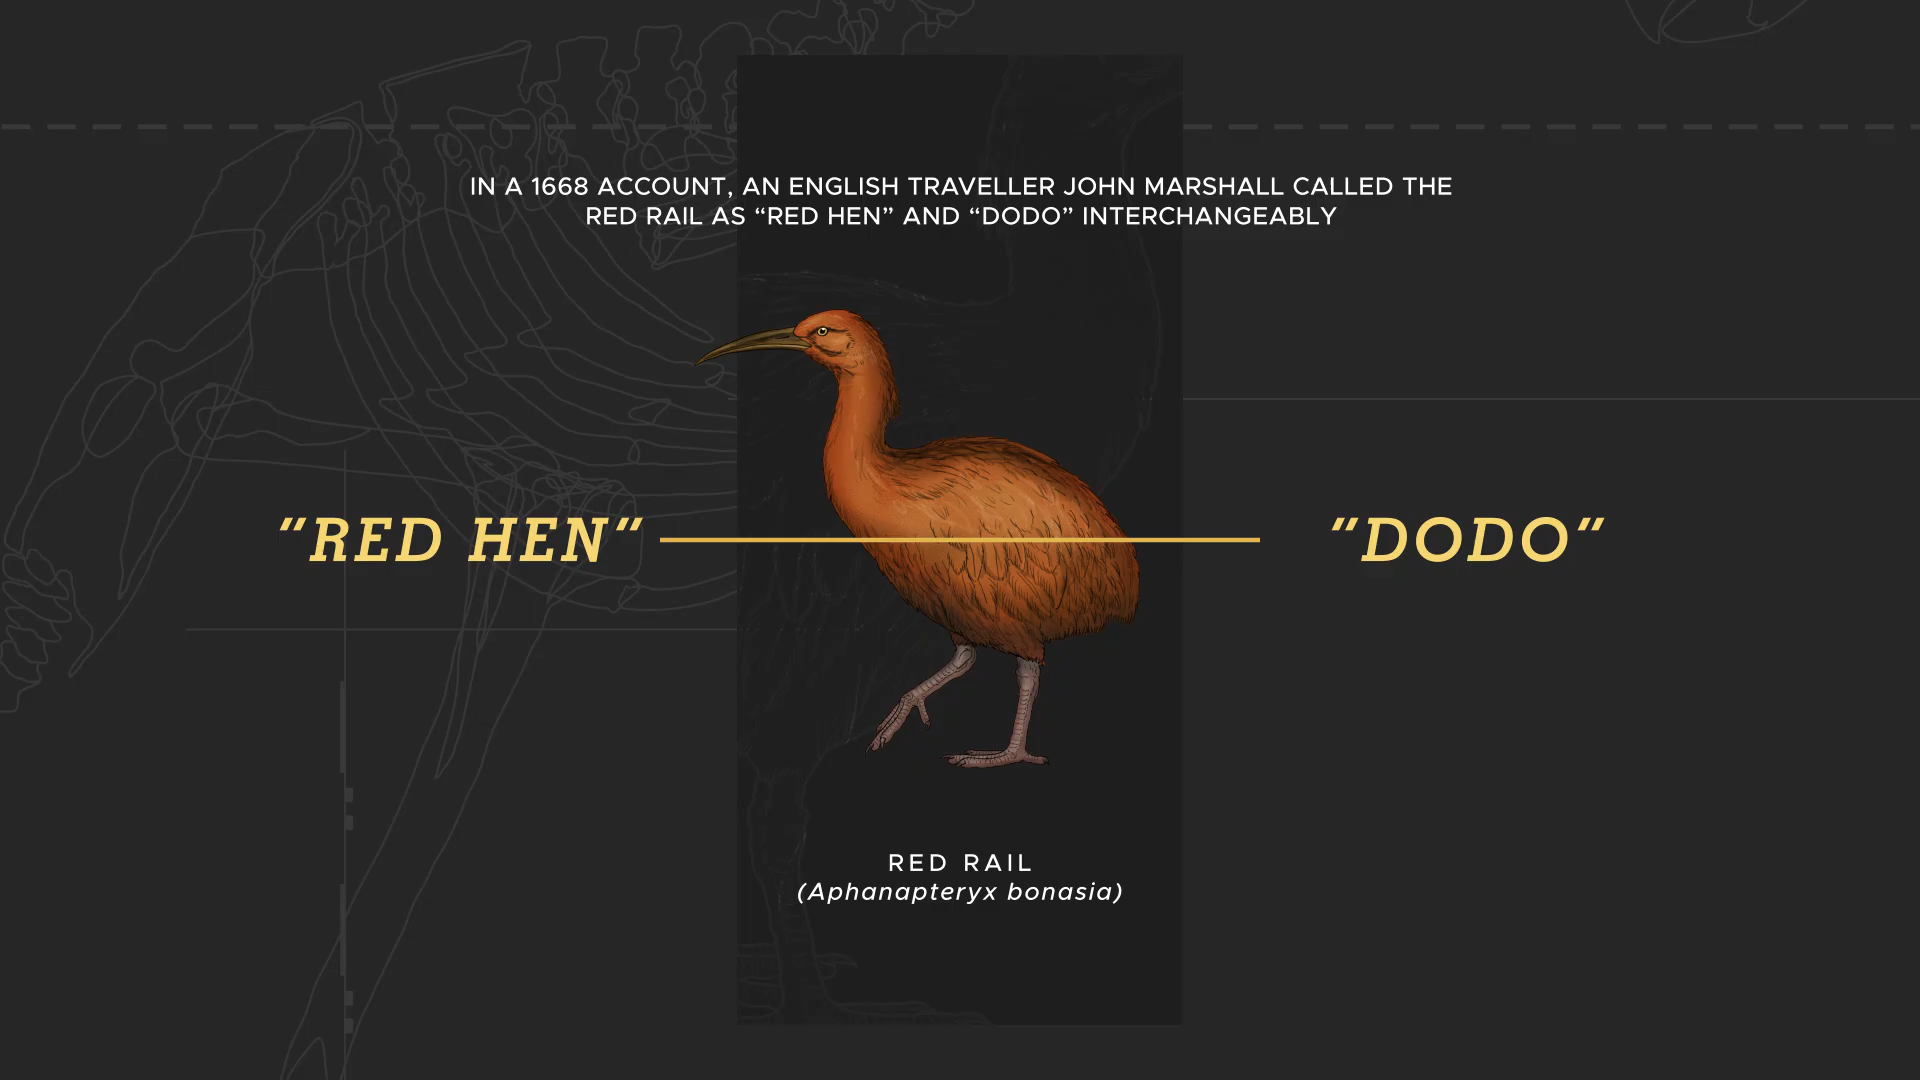 IN A 1668 ACCOUNT, AN ENGLISH TRAVELLER JOHN MARSHALL CALLED THE
RED RAIL AS “RED HEN” AND “DODO” INTERCHANGEABLY
"RED HEN"
"DODO"
RED RAIL
(Aphanapteryx bonasia)